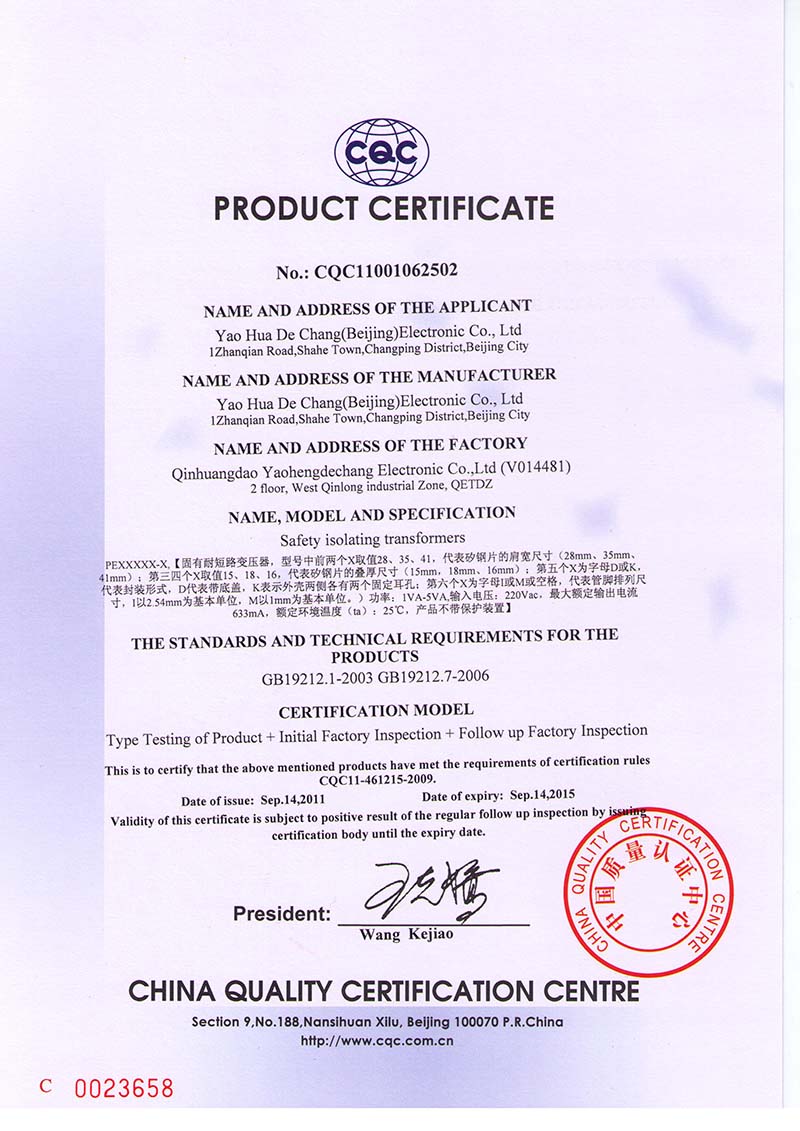 CQC
PRODUCT CERTIFICATE
No.: CQC11001062502
NAME AND ADDRESS OF THE APPLICANT
Yao Hua De Chang(Beijing)Electronic Co., Ltd
1Zhanqian Road,Shahe Town,Changping District,Beijing City
NAME AND ADDRESS OF THE MANUFACTURER
Yao Hua De Chang(Beijing)Electronic Co., Ltd
1Zhanqian Road,Shahe Town,Changping District,Beijing City
NAME AND ADDRESS OF THE FACTORY
Qinhuangdao Yaohengdechang Electronic Co.,Ltd (V014481)
2 floor, West Qinlong industrial Zone, QETDZ
NAME, MODEL AND SPECIFICATION
Safety isolating transformers
PEXXXXX-X,【固有耐短路变压器，型号中前两个X取值28、35、41，代表矽钢片的肩宽尺寸（28mm、35mm、
41mm）；第三四个X取值15、18、16，代表矽钢片的叠厚尺寸（15mm，18mm、16mm）；第五个X为字母D或K，
代表封装形式，D代表带底盖，K表示外壳两侧各有两个固定耳孔；第六个X为字母I或M或空格，代表管脚排列尺
寸，I以2.54mm为基本单位，M以1mm为基本单位。）功率：1VA-5VA,输入电压：220Vac，最大额定输出电流
633mA，额定环境温度（ta）：25℃，产品不带保护装置】
THE STANDARDS AND TECHNICAL REQUIREMENTS FOR THE
PRODUCTS
GB19212.1-2003 GB19212.7-2006
CERTIFICATION MODEL
Type Testing of Product + Initial Factory Inspection + Follow up Factory Inspection
This is to certify that the above mentioned products have met the requirements of certification rules
CQC11-461215-2009.
Date of issue: Sep.14,2011 Date of expiry: Sep.14,2015
Validity of this certificate is subject to positive result of the regular follow up inspection by issuing
certification body until the expiry date.
CHINA QUALITY CERTIFICATION CENTRE
中国质量认证中心
President:
Wang Kejiao
CHINA QUALITY CERTIFICATION CENTRE
Section 9,No.188,Nansihuan Xilu, Beijing 100070 P.R.China
http://www.cqc.com.cn
C 0023658